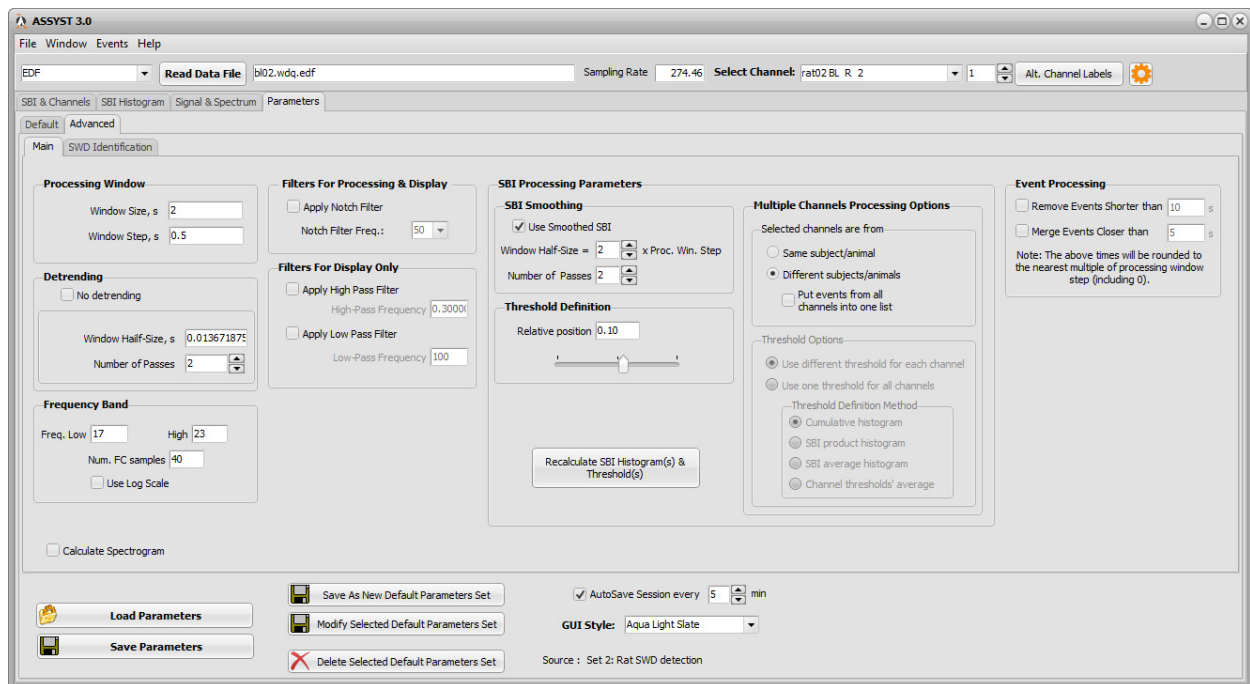 ASSYST 3.0
File Window Events Help
EDF Read Data File bl02.wdq.edf Sampling Rate 274.46 Select Channel: rat02 BL R 2 1 Alt. Channel Labels
SBI & Channels SBI Histogram Signal & Spectrum Parameters
Default Advanced
Main SWD Identification
Processing Window
Window Size, s 2
Window Step, s 0.5
Detrending
No detrending
Window Hailf-Size, s 0.013671875
Number of Passes 2
Frequency Band
Freq. Low 17 High 23
Num. FC samples 40
Use Log Scale
Calculate Spectrogram
Filters For Processing & Display
Apply Notch Filter
Notch Filter Freq.: 50
Filters For Display Only
Apply High Pass Filter
High-Pass Frequency 0.3000(
Apply Low Pass Filter
Low-Pass Frequency 100
SBI Processing Parameters
SBI Smoothing
Use Smoothed SBI
Window Half-Size = 2 x Proc. Win. Step
Number of Passes 2
Threshold Definition
Relative position 0.10
Recalculate SBI Histogram(s) &
Threshold(s)
Multiple Channels Processing Options
Selected channels are from
Same subject/animal
Different subjects/animals
Put events from all
channels into one list
Threshold Options
Use different threshold for each channel
Use one threshold for all channels
Threshold Definition Method
Cumulative histogram
SBI product histogram
SBI average histogram
Channel thresholds' average
Event Processing
Remove Events Shorter than 10 s
Merge Events Closer than 5 s
Note: The above times will be rounded to
the nearest multiple of processing window
step (including 0).
Load Parameters
Save Parameters
Save As New Default Parameters Set
Modify Selected Default Parameters Set
Delete Selected Default Parameters Set
AutoSave Session every 5 min
GUI Style: Aqua Light Slate
Source : Set 2: Rat SWD detection